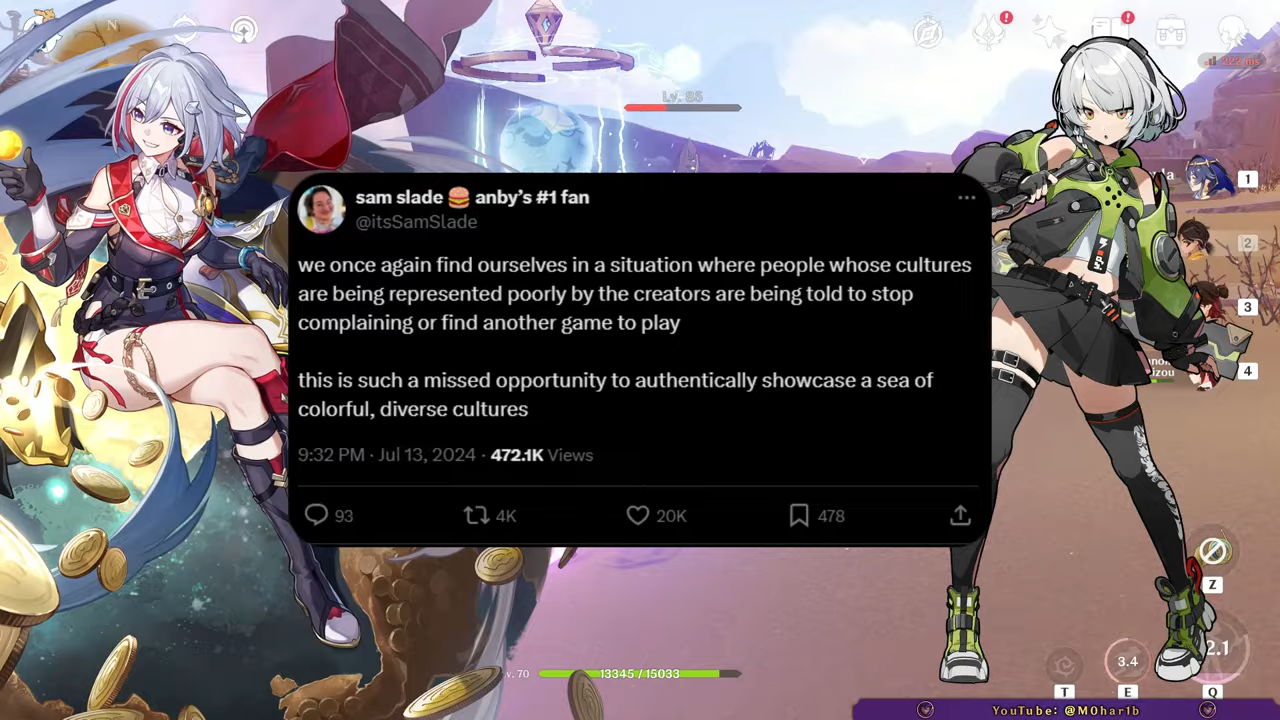 N
223 ms
Lv. 85
1
2
3
4
sam slade 🍔 anby's #1 fan
@itsSamSlade
we once again find ourselves in a situation where people whose cultures
are being represented poorly by the creators are being told to stop
complaining or find another game to play
this is such a missed opportunity to authentically showcase a sea of
colorful, diverse cultures
9:32 PM · Jul 13, 2024 · 472.1K Views
93
4K
20K
478
izou
Z
13345 / 15033
v. 70
3.4
2.1
T
E
Q
YouTube: @M0har1b